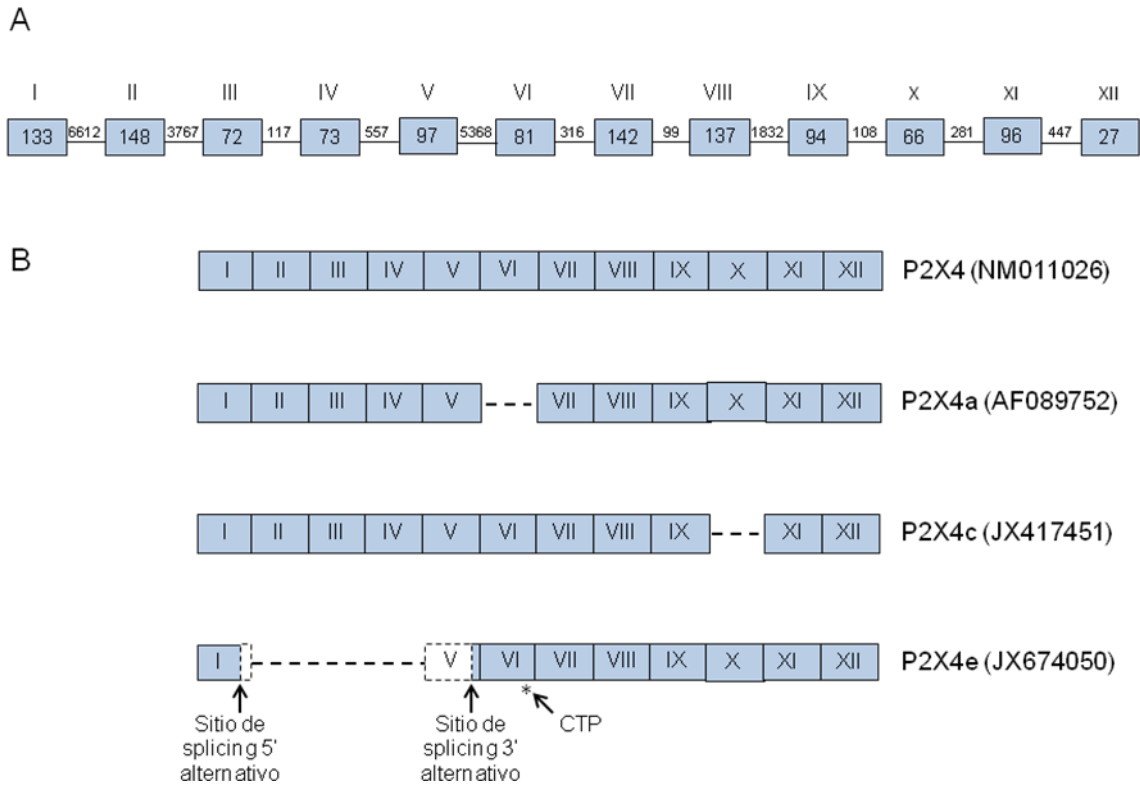 A
I II III IV V VI VII VIII IX X XI XII
133 6612 148 3767 72 117 73 557 97 5368 81 316 142 99 137 1832 94 108 66 281 96 447 27
B
I II III IV V VI VII VIII IX X XI XII P2X4 (NM011026)
I II III IV V VII VIII IX X XI XII P2X4a (AF089752)
I II III IV V VI VII VIII IX XI XII P2X4c (JX417451)
I V VI VII VIII IX X XI XII P2X4e (JX674050)
*
Sitio de
splicing 5'
alternativo
Sitio de
splicing 3'
alternativo
CTP